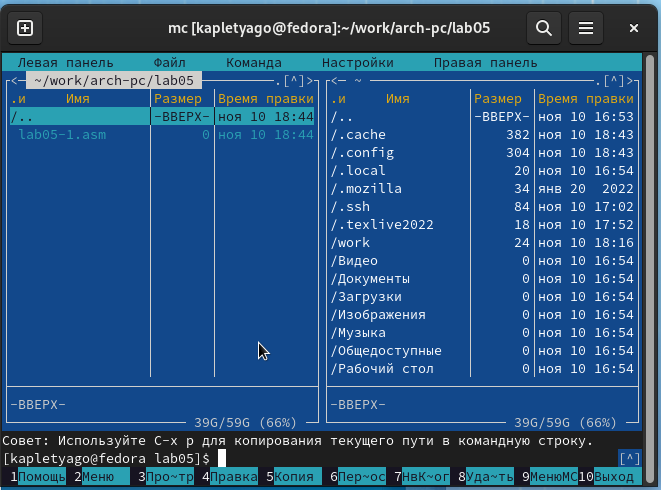 mc [kapletyago@fedora]:~/work/arch-pc/lab05
Левая панель Файл Команда Настройки Правая панель
<— ~/work/arch-pc/lab05 .[^]> <— ~ .[^]>
.и Имя Размер Время правки .и Имя Размер Время правки
/.. -ВВЕРХ- ноя 10 18:44 /.. -ВВЕРХ- ноя 10 16:53
lab05-1.asm 0 ноя 10 18:44 /.cache 382 ноя 10 18:43
/.config 304 ноя 10 18:43
/.local 20 ноя 10 16:54
/.mozilla 34 янв 20 2022
/.ssh 84 ноя 10 17:02
/.texlive2022 18 ноя 10 17:52
/work 24 ноя 10 18:16
/Видео 0 ноя 10 16:54
/Документы 0 ноя 10 16:54
/Загрузки 0 ноя 10 16:54
/Изображения 0 ноя 10 16:54
/Музыка 0 ноя 10 16:54
/Общедоступные 0 ноя 10 16:54
/Рабочий стол 0 ноя 10 16:54
-ВВЕРХ- -ВВЕРХ-
39G/59G (66%) 39G/59G (66%)
Совет: Используйте C-x p для копирования текущего пути в командную строку.
[kapletyago@fedora lab05]$ [^]
1Помощь 2Меню 3Про~тр 4Правка 5Копия 6Пер~ос 7НвК~ог 8Уда~ть 9МенюМС 10Выход